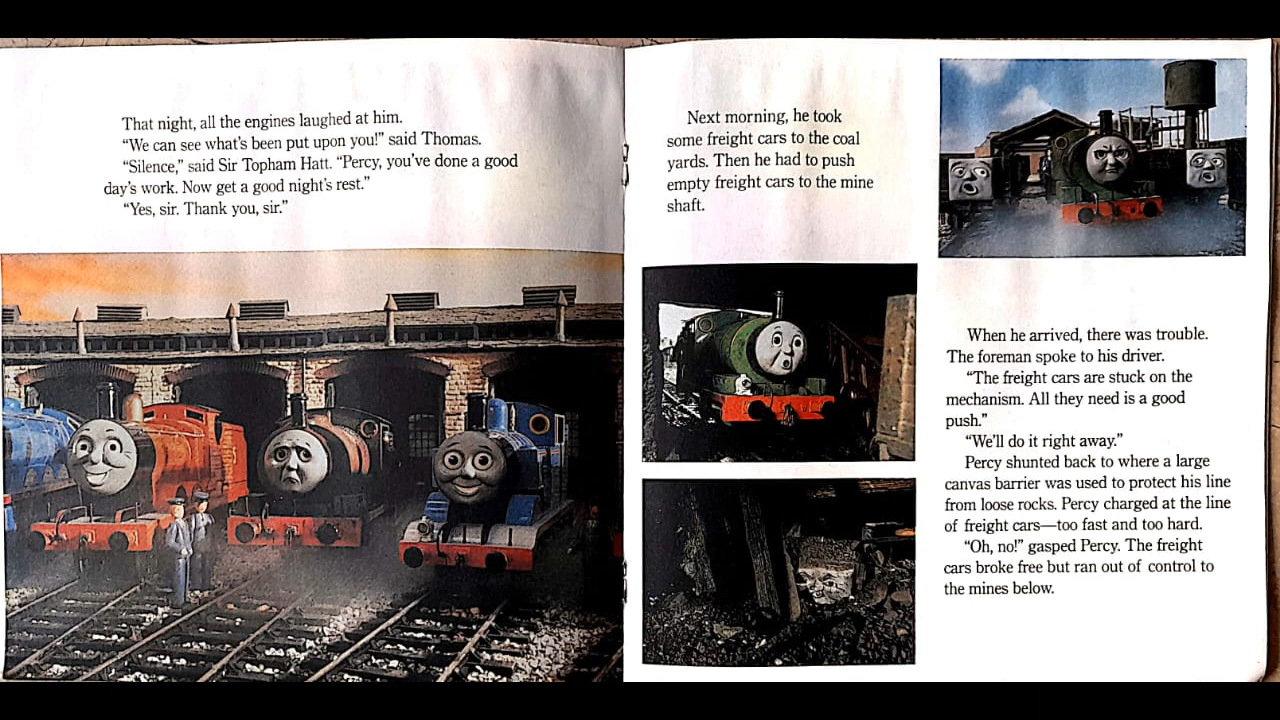 That night, all the engines laughed at him.
“We can see what’s been put upon you!” said Thomas.
“Silence,” said Sir Topham Hatt. “Percy, you’ve done a good
day’s work. Now get a good night’s rest.”
“Yes, sir. Thank you, sir.”
Next morning, he took
some freight cars to the coal
yards. Then he had to push
empty freight cars to the mine
shaft.
When he arrived, there was trouble.
The foreman spoke to his driver.
“The freight cars are stuck on the
mechanism. All they need is a good
push.”
“We’ll do it right away.”
Percy shunted back to where a large
canvas barrier was used to protect his line
from loose rocks. Percy charged at the line
of freight cars—too fast and too hard.
“Oh, no!” gasped Percy. The freight
cars broke free but ran out of control to
the mines below.